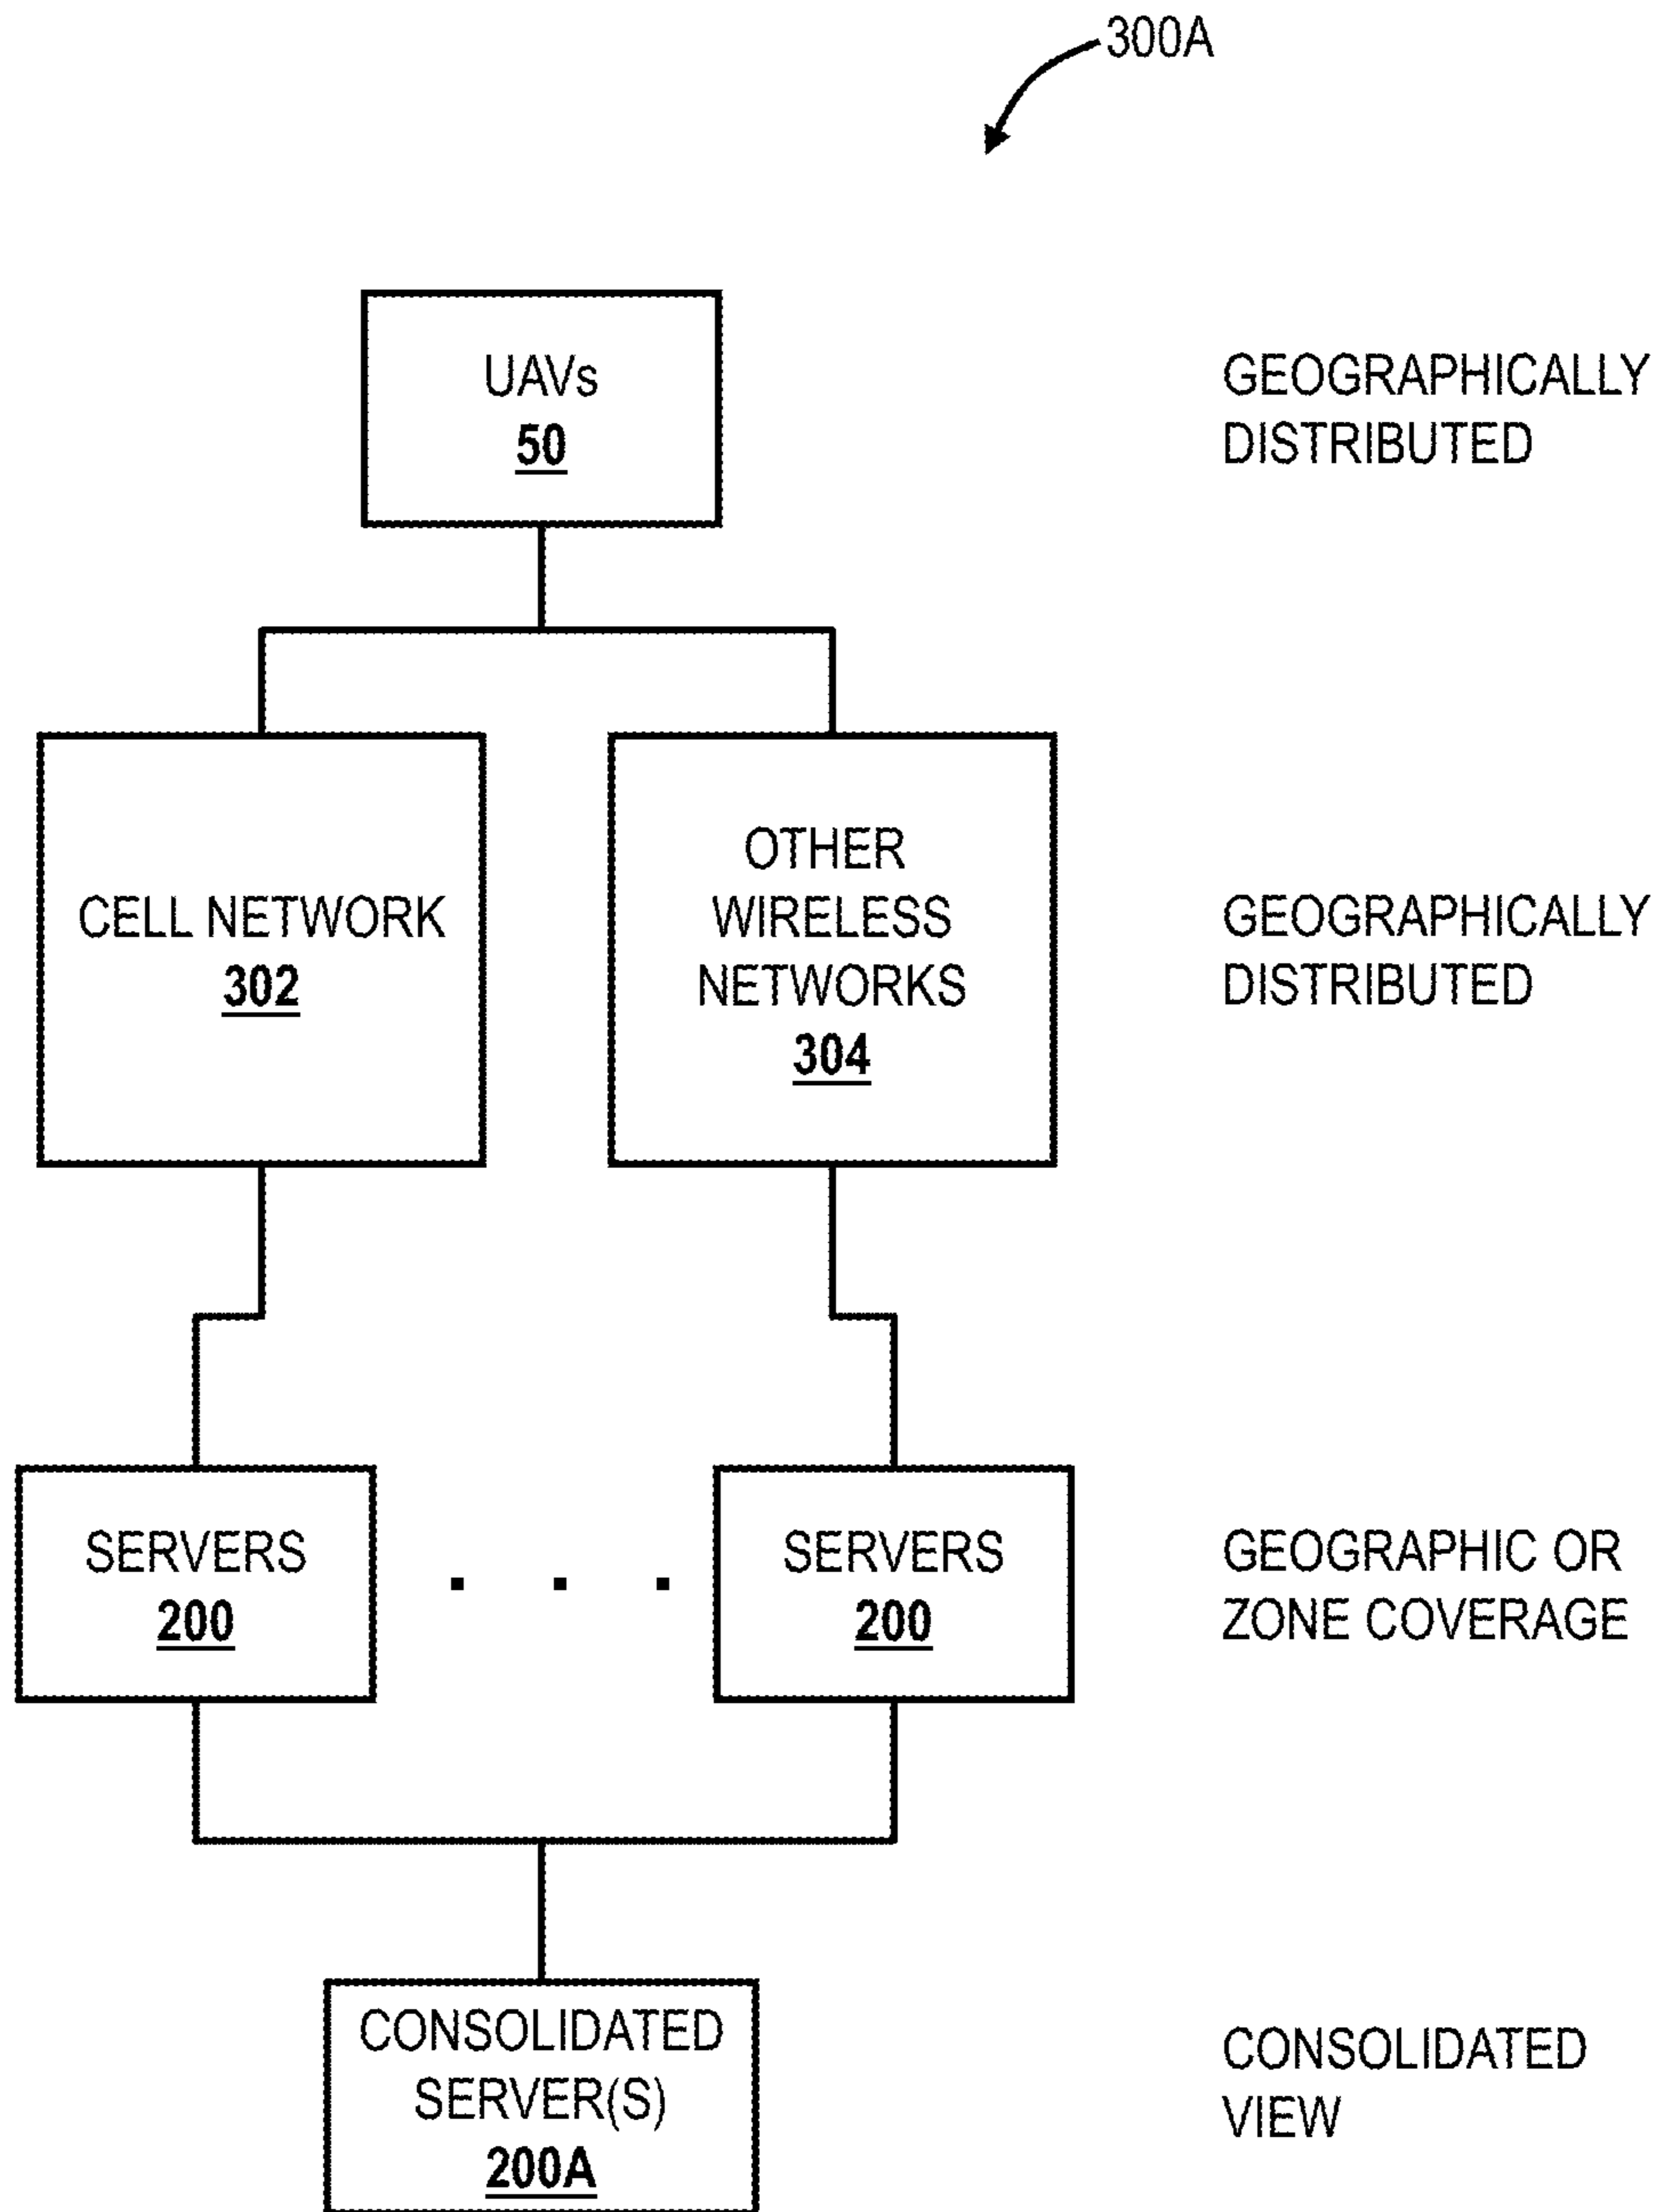 300A
UAVs
50
GEOGRAPHICALLY
DISTRIBUTED
CELL NETWORK
302
OTHER
WIRELESS
NETWORKS
304
GEOGRAPHICALLY
DISTRIBUTED
SERVERS
200
. . .
SERVERS
200
GEOGRAPHIC OR
ZONE COVERAGE
CONSOLIDATED
SERVER(S)
200A
CONSOLIDATED
VIEW